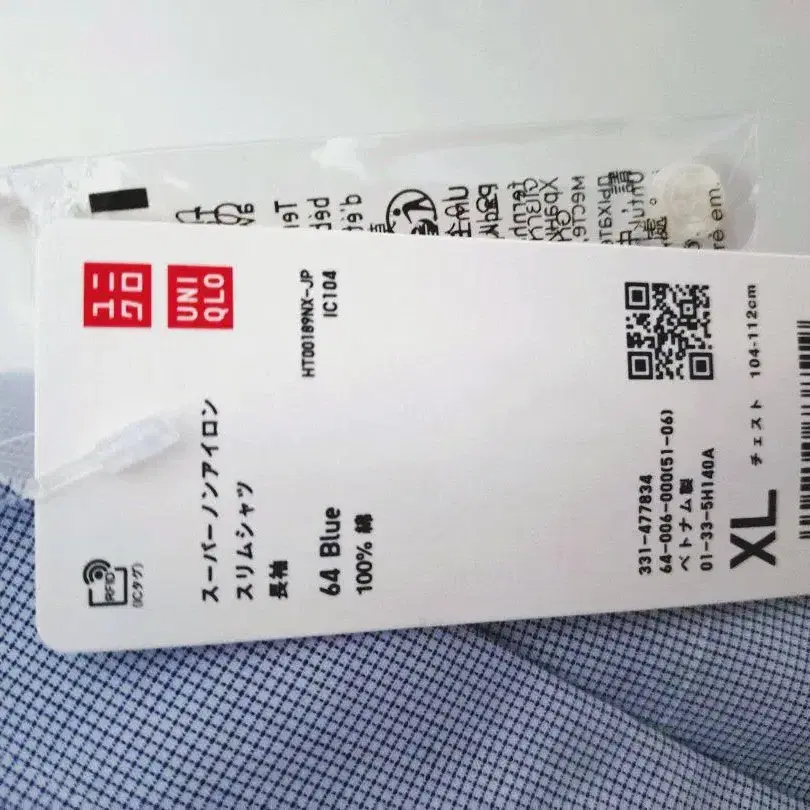 ユニクロ
UNIQLO
HT00189NX-JP
IC104
RFID
(ICタグ)
スーパーノンアイロン
スリムシャツ
長袖
64 Blue
100% 綿
331-477834
64-006-000(51-06)
ベトナム製
01-33-5H140A
XL
チェスト 104-112cm